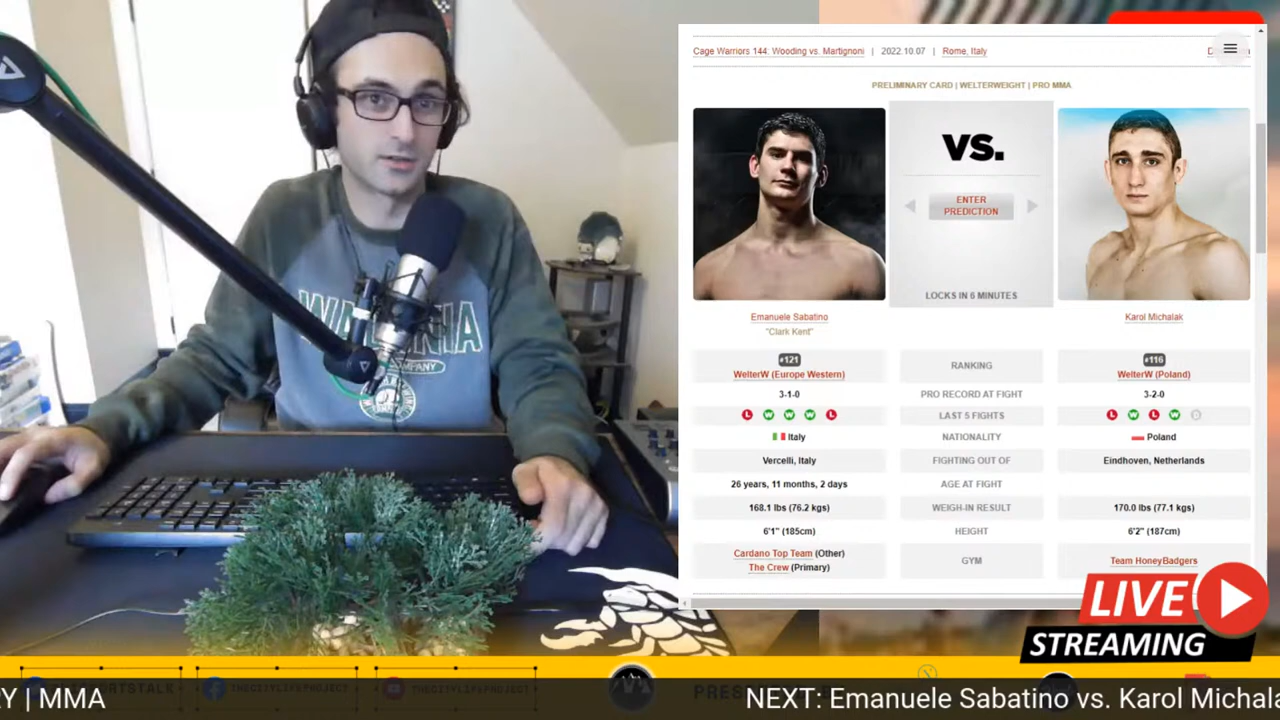 Cage Warriors 144: Wooding vs. Martignoni | 2022.10.07 | Rome, Italy
PRELIMINARY CARD | WELTERWEIGHT | PRO MMA
VS.
ENTER
PREDICTION
LOCKS IN 6 MINUTES
Emanuele Sabatino
Karol Michalak
"Clark Kent"
#121
#116
WelterW (Europe Western)
RANKING
WelterW (Poland)
3-1-0
PRO RECORD AT FIGHT
3-2-0
L W W W L
LAST 5 FIGHTS
L W L W
Italy
NATIONALITY
Poland
Vercelli, Italy
FIGHTING OUT OF
Eindhoven, Netherlands
26 years, 11 months, 2 days
AGE AT FIGHT
168.1 lbs (76.2 kgs)
WEIGH-IN RESULT
170.0 lbs (77.1 kgs)
6'1" (185cm)
HEIGHT
6'2" (187cm)
Cardano Top Team (Other)
The Crew (Primary)
GYM
Team HoneyBadgers
LIVE
STREAMING
THECITYLIFEPROJECT
THECITYLIFEPROJECT
RY | MMA
NEXT: Emanuele Sabatino vs. Karol Michala